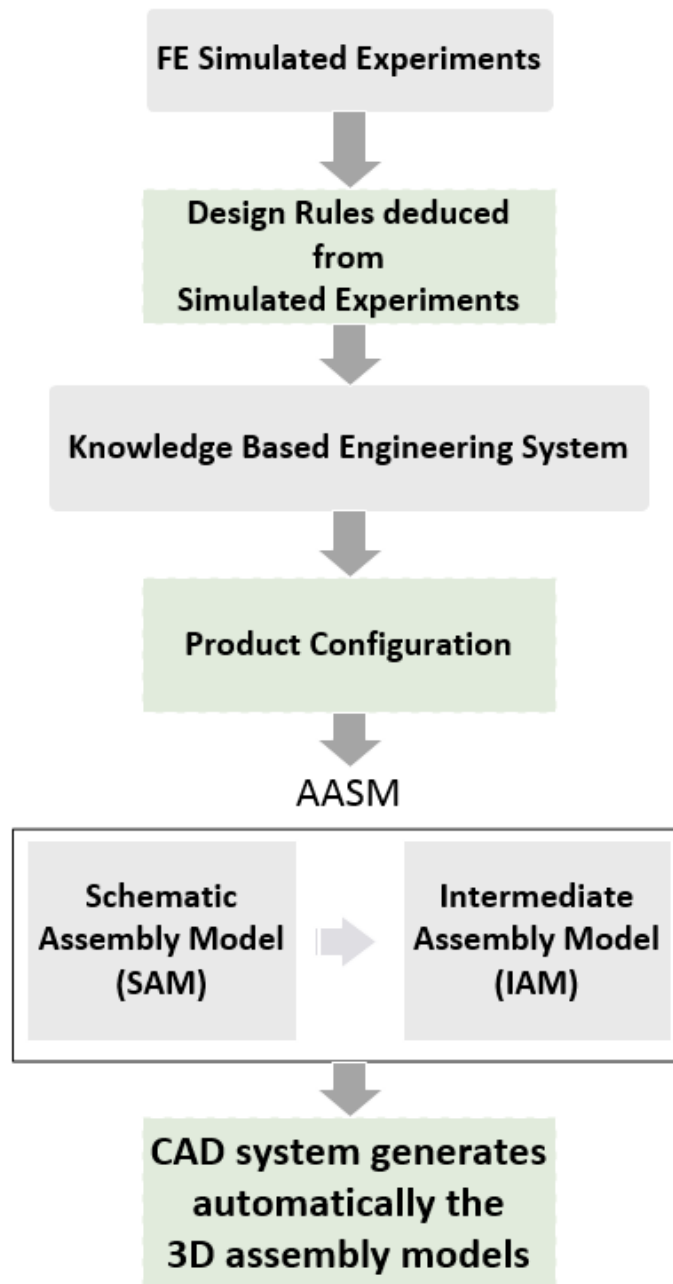 FE Simulated Experiments
Design Rules deduced
from
Simulated Experiments
Knowledge Based Engineering System
Product Configuration
AASM
Schematic
Assembly Model
(SAM)
Intermediate
Assembly Model
(IAM)
CAD system generates
automatically the
3D assembly models